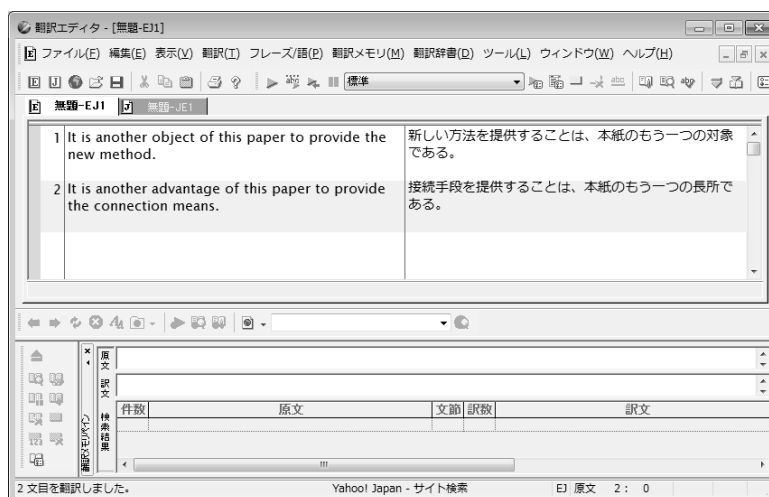 翻訳エディタ - [無題-EJ1]
ファイル(F) 編集(E) 表示(V) 翻訳(T) フレーズ/語(P) 翻訳メモリ(M) 翻訳辞書(D) ツール(L) ウィンドウ(W) ヘルプ(H)
標準
無題-EJ1 無題-JE1
1 It is another object of this paper to provide the 新しい方法を提供することは、本紙のもう一つの対象
new method. である。
2 It is another advantage of this paper to provide 接続手段を提供することは、本紙のもう一つの長所で
the connection means. ある。
原文
訳文
検索結果
件数 原文 文節 訳数 訳文
翻訳メモリペイン
2 文目を翻訳しました。 Yahoo! Japan - サイト検索 EJ 原文 2: 0